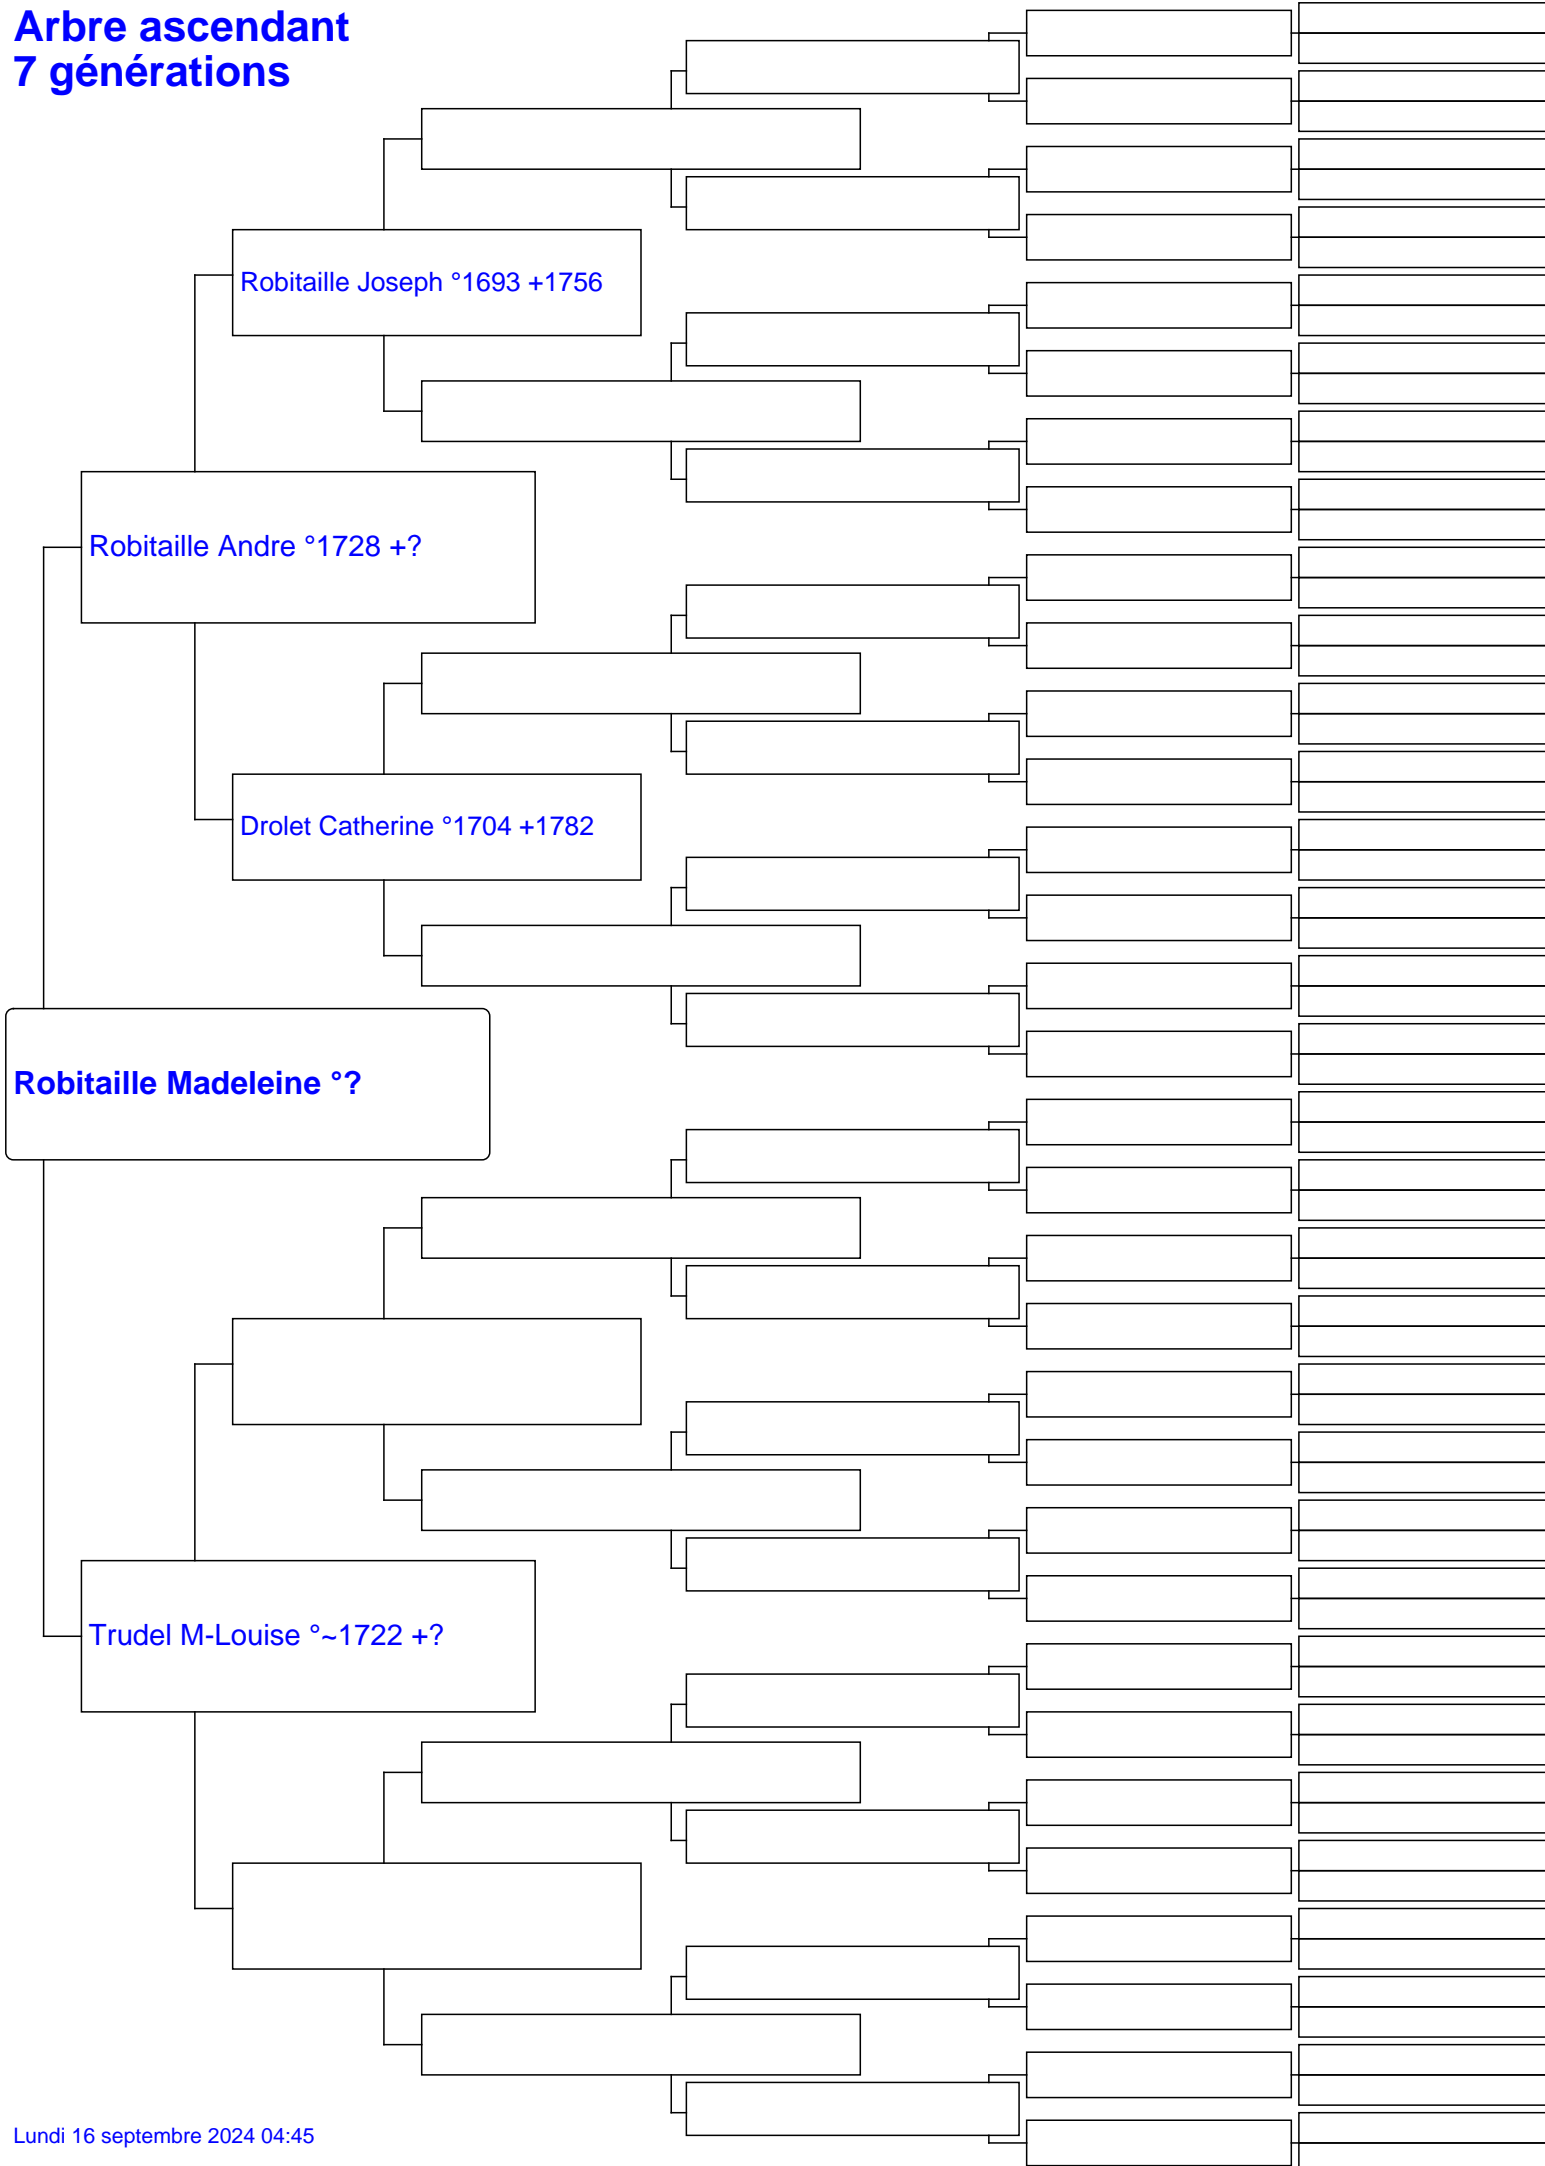 Arbre ascendant
7 générations
Robitaille Joseph °1693 +1756
Robitaille Andre °1728 +?
Drolet Catherine °1704 +1782
Robitaille Madeleine °?
Trudel M-Louise °~1722 +?
Lundi 16 septembre 2024 04:45